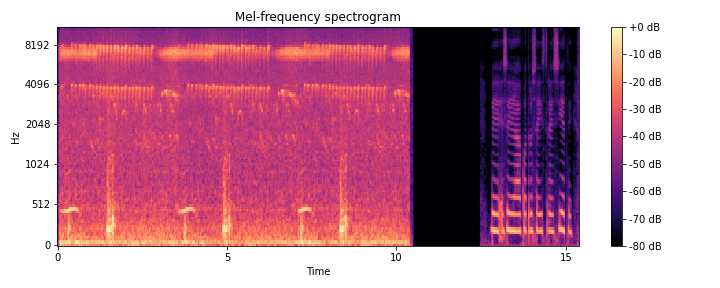 Mel-frequency spectrogram
8192
4096
2048
1024
512
0
Hz
0
5
10
15
Time
+0 dB
-10 dB
-20 dB
-30 dB
-40 dB
-50 dB
-60 dB
-70 dB
-80 dB